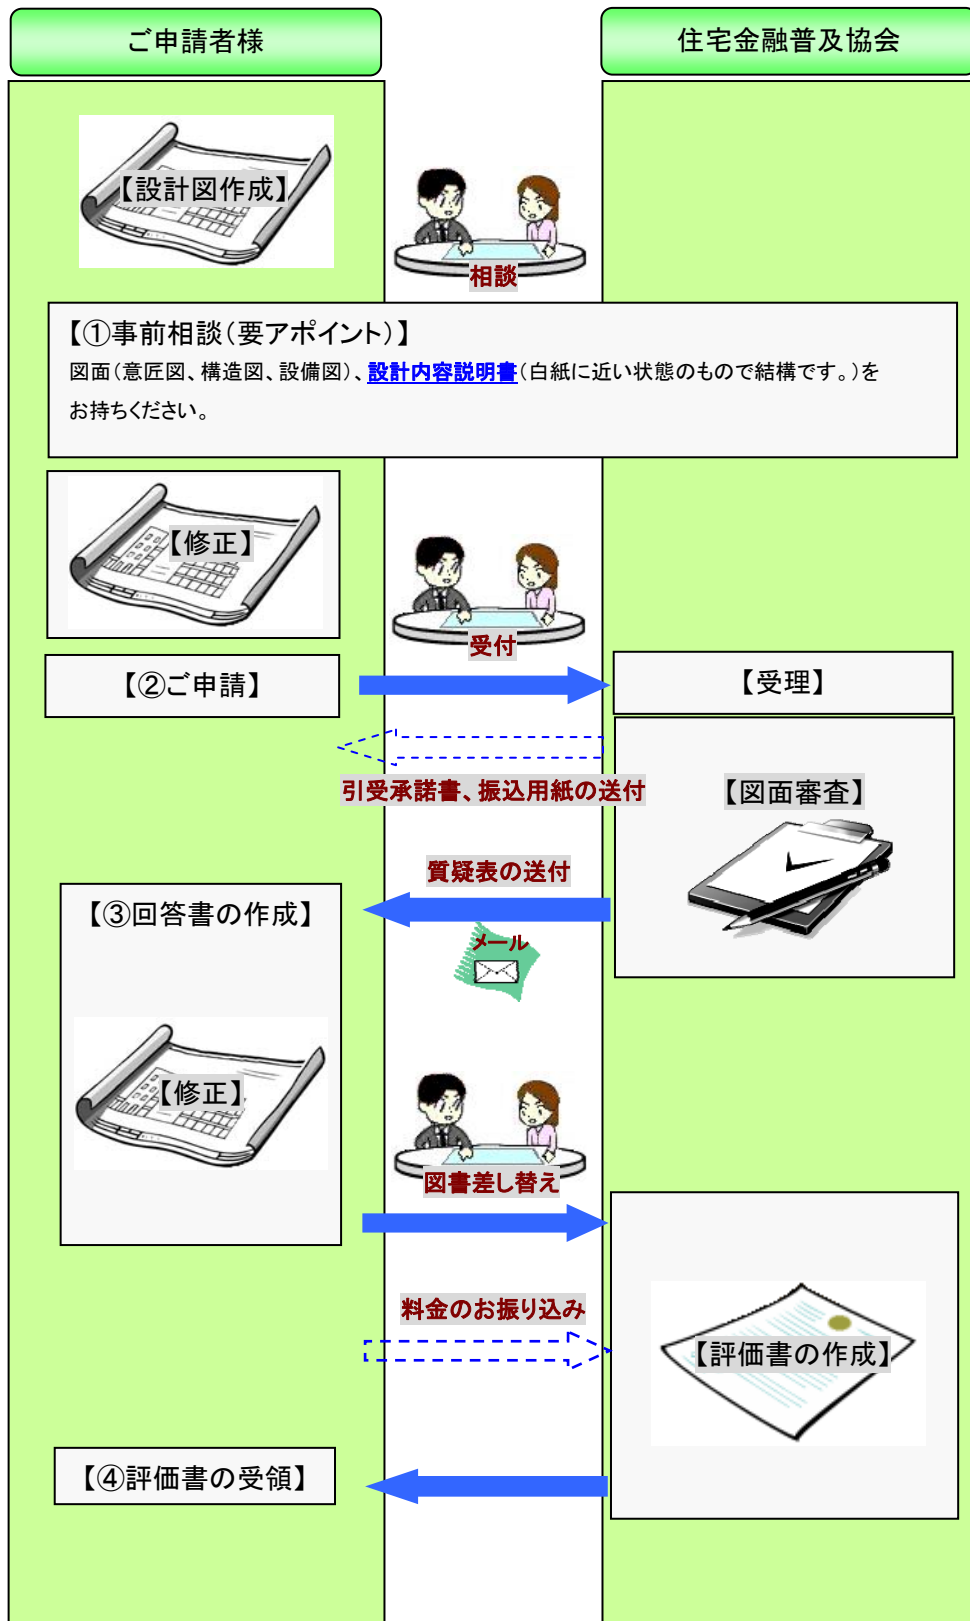 ご申請者様
住宅金融普及協会
【設計図作成】
相談
【①事前相談(要アポイント)】
図面(意匠図、構造図、設備図)、設計内容説明書(白紙に近い状態のもので結構です。)を
お持ちください。
【修正】
受付
【②ご申請】
【受理】
引受承諾書、振込用紙の送付
【図面審査】
質疑表の送付
【③回答書の作成】
メール
【修正】
図書差し替え
料金のお振り込み
【評価書の作成】
【④評価書の受領】